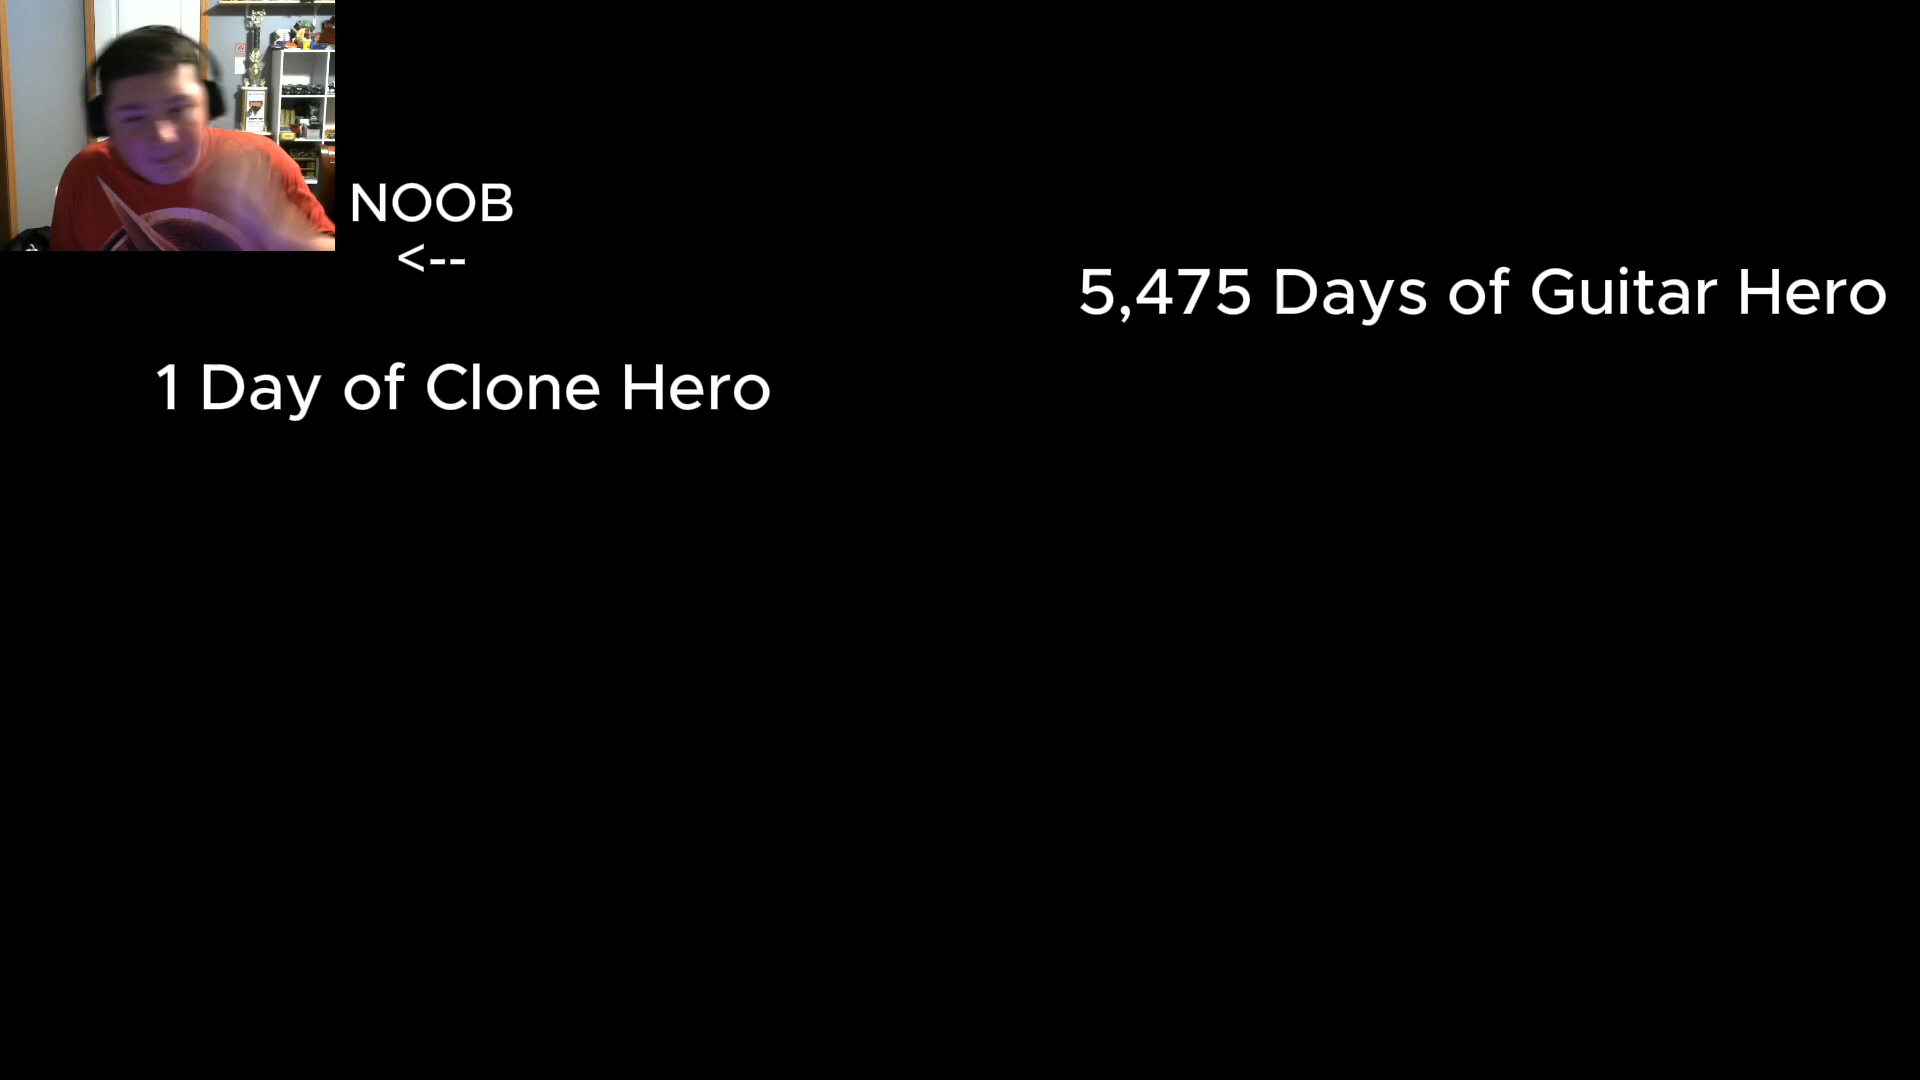 NOOB
<--
5,475 Days of Guitar Hero
1 Day of Clone Hero